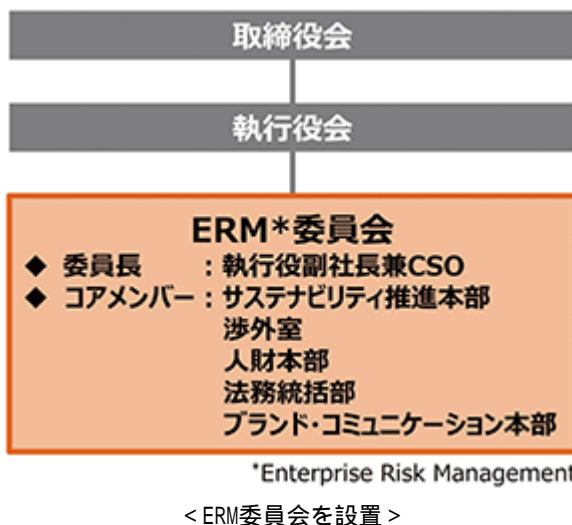 取締役会
執行役会
ERM*委員会
◆ 委員長 :執行役副社長兼CSO
◆ コアメンバー:サステナビリティ推進本部
渉外室
人財本部
法務統括部
ブランド・コミュニケーション本部
*Enterprise Risk Management
<ERM委員会を設置>